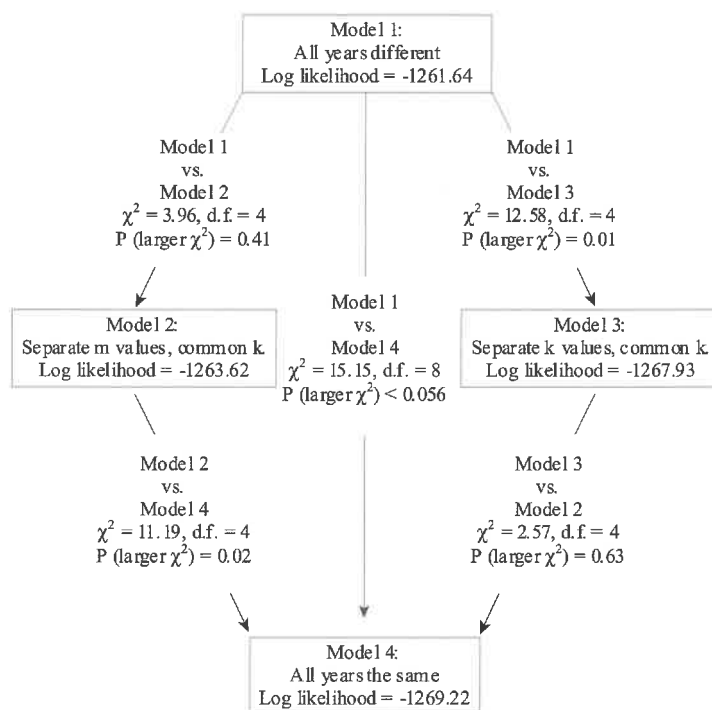 Model 1:
All years different
Log likelihood = -1261.64
Model 1
vs.
Model 2
χ² = 3.96, d.f. = 4
P (larger χ²) = 0.41
Model 1
vs.
Model 3
χ² = 12.58, d.f. = 4
P (larger χ²) = 0.01
Model 1
vs.
Model 4
χ² = 15.15, d.f. = 8
P (larger χ²) < 0.056
Model 2:
Separate m values, common k.
Log likelihood = -1263.62
Model 3:
Separate k values, common k.
Log likelihood = -1267.93
Model 2
vs.
Model 4
χ² = 11.19, d.f. = 4
P (larger χ²) = 0.02
Model 3
vs.
Model 2
χ² = 2.57, d.f. = 4
P (larger χ²) = 0.63
Model 4:
All years the same
Log likelihood = -1269.22